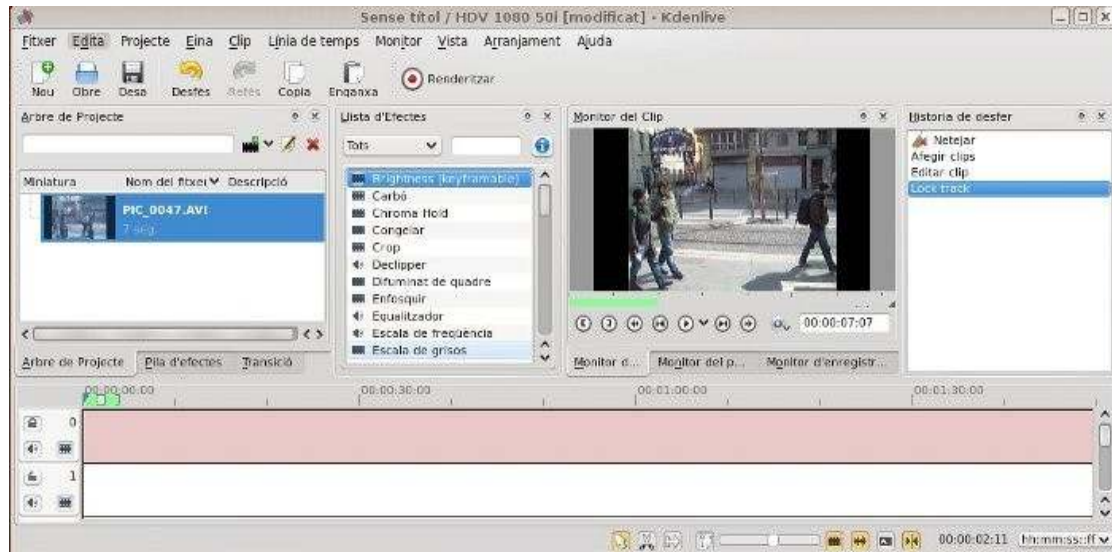 Sense títol / HDV 1080 50i [modificat] - Kdenlive
Fitxer Edita Projecte Eina Clip Línia de temps Monitor Vista Arranjament Ajuda
Nou Obre Desa Desfés Refés Copia Enganxa Renderitzar
Arbre de Projecte
Miniatura Nom del fitxer Descripció
PIC_0047.AVI
7 seg.
Arbre de Projecte Pila d'efectes Transició
Llista d'Efectes
Tots
Brightness (keyframable)
Carbó
Chroma Hold
Congelar
Crop
Declipper
Difuminat de quadre
Enfosquir
Equalitzador
Escala de freqüència
Escala de grisos
Monitor del Clip
00:00:07:07
Monitor d... Monitor del p... Monitor d'enregistr...
Historia de desfer
Netejar
Afegir clips
Editar clip
Lock track
00:00:00:00 00:00:30:00 00:01:00:00 00:01:30:00
0
1
00:00:02:11 hh:mm:ss::ff